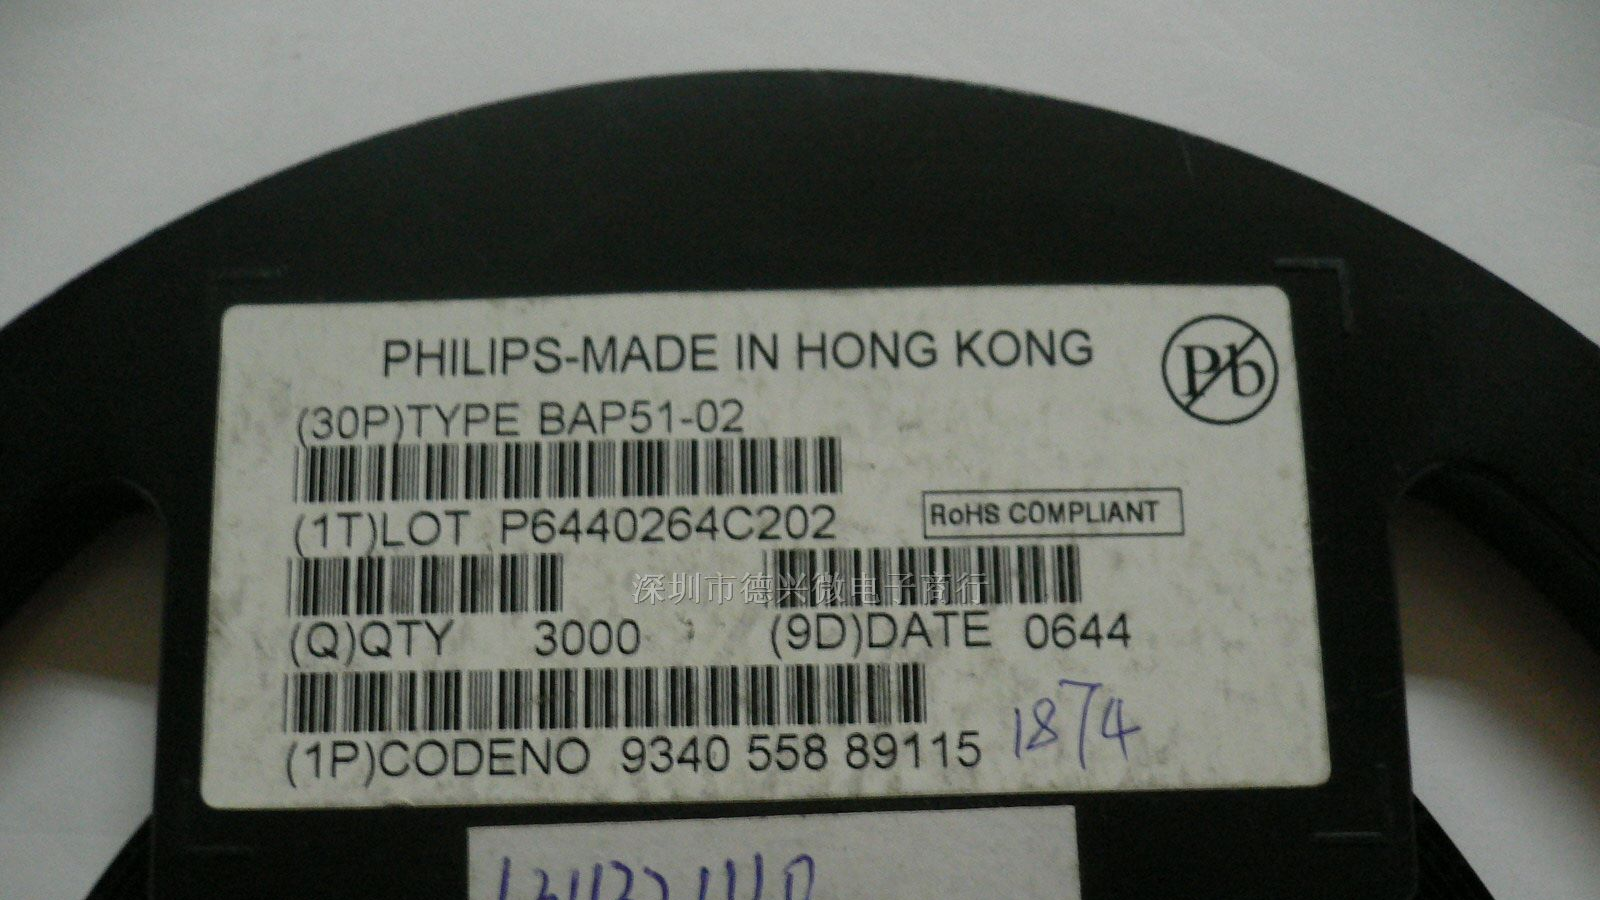 PHILIPS-MADE IN HONG KONG
Pb
(30P)TYPE BAP51-02
(1T)LOT P6440264C202
RoHS COMPLIANT
深圳市德兴微电子商行
(Q)QTY 3000 (9D)DATE 0644
(1P)CODENO 9340 558 89115
1874